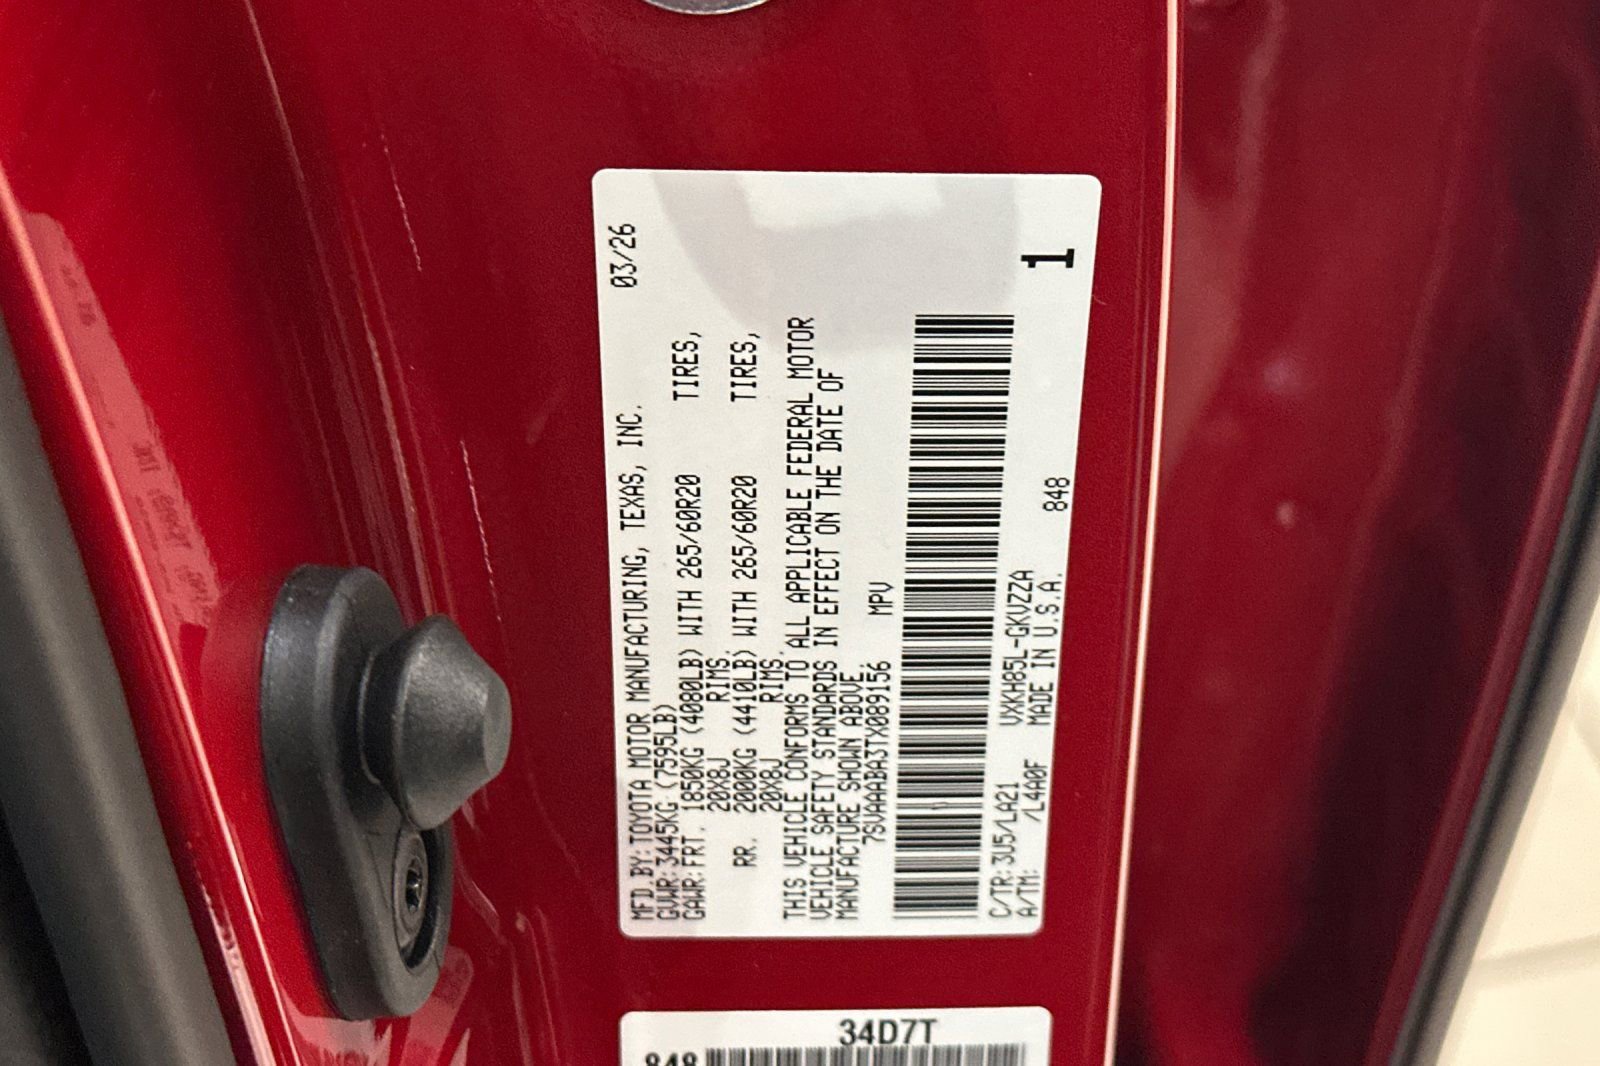 03/26
MFD.BY:TOYOTA MOTOR MANUFACTURING, TEXAS, INC.
GVWR:3445KG(7595LB)
GAWR:FRT. 1850KG(4080LB) WITH 265/60R20 TIRES,
20X8J RIMS.
RR. 2000KG(4410LB) WITH 265/60R20 TIRES,
20X8J RIMS.
THIS VEHICLE CONFORMS TO ALL APPLICABLE FEDERAL MOTOR
VEHICLE SAFETY STANDARDS IN EFFECT ON THE DATE OF
MANUFACTURE SHOWN ABOVE.
7SVAAABA3TX089156 MPV
1
C/TR:3U5/LA21 VXKH85L-GKVZZA
A/TM: /L4A0F MADE IN U.S.A. 848
34D7T
848